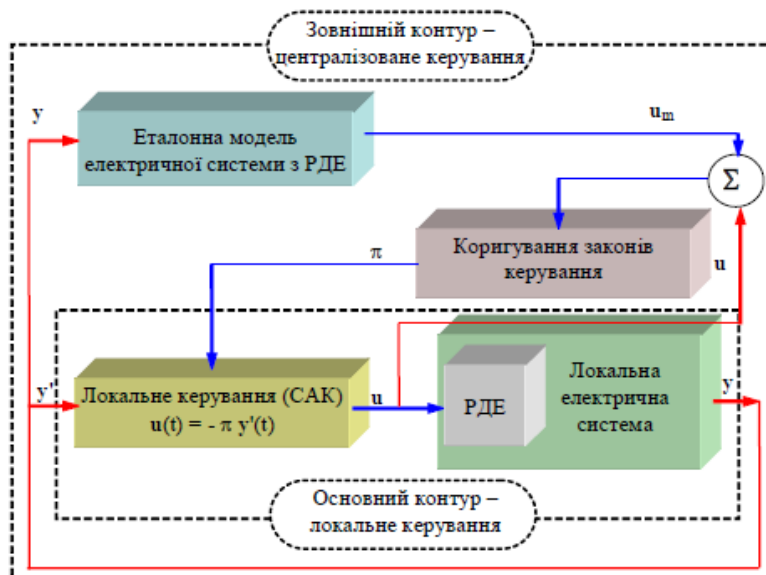 Зовнішній контур –
централізоване керування
y
Еталонна модель
електричної системи з РДЕ
u_m
Σ
Коригування законів
керування
π
u
y'
Локальне керування (САК)
u(t) = - π y'(t)
u
РДЕ
Локальна
електрична
система
y
Основний контур –
локальне керування